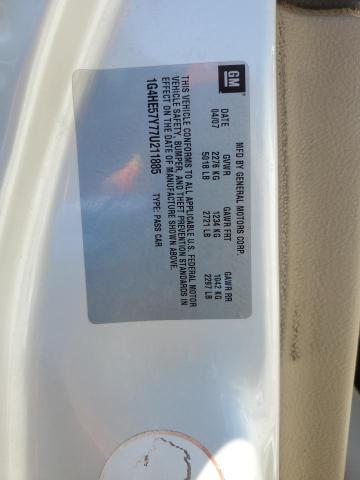 GM
MFD BY GENERAL MOTORS CORP.
DATE GVWR GAWR FRT GAWR RR
04/07 2276 KG 1234 KG 1042 KG
5018 LB 2721 LB 2297 LB
THIS VEHICLE CONFORMS TO ALL APPLICABLE U.S. FEDERAL MOTOR
VEHICLE SAFETY, BUMPER, AND THEFT PREVENTION STANDARDS IN
EFFECT ON THE DATE OF MANUFACTURE SHOWN ABOVE.
1G4HE57Y77U211885 TYPE: PASS CAR